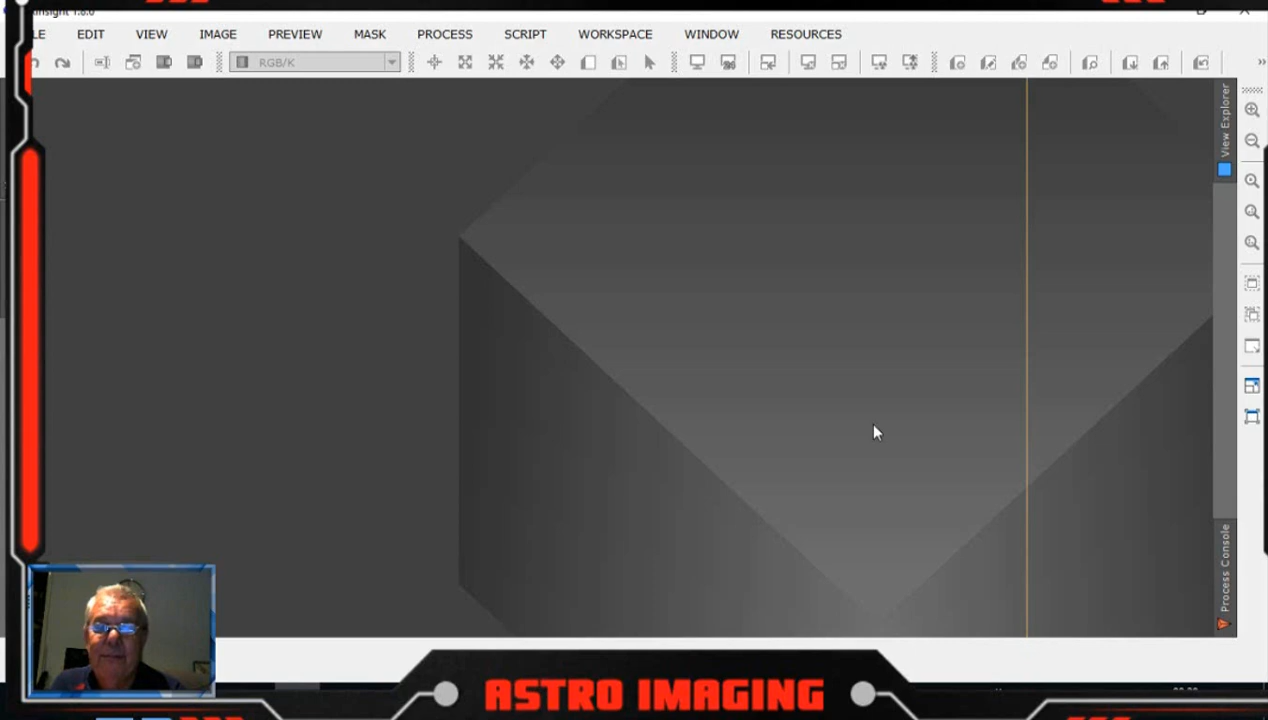 LE EDIT VIEW IMAGE PREVIEW MASK PROCESS SCRIPT WORKSPACE WINDOW RESOURCES
RGB/K
View Explorer
Process Console
ASTRO IMAGING